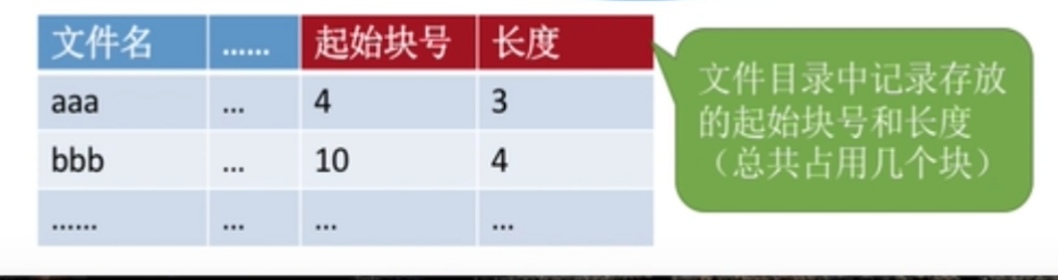 文件名 ...... 起始块号 长度
aaa ... 4 3
bbb ... 10 4
...... ... ... ...
文件目录中记录存放
的起始块号和长度
（总共占用几个块）